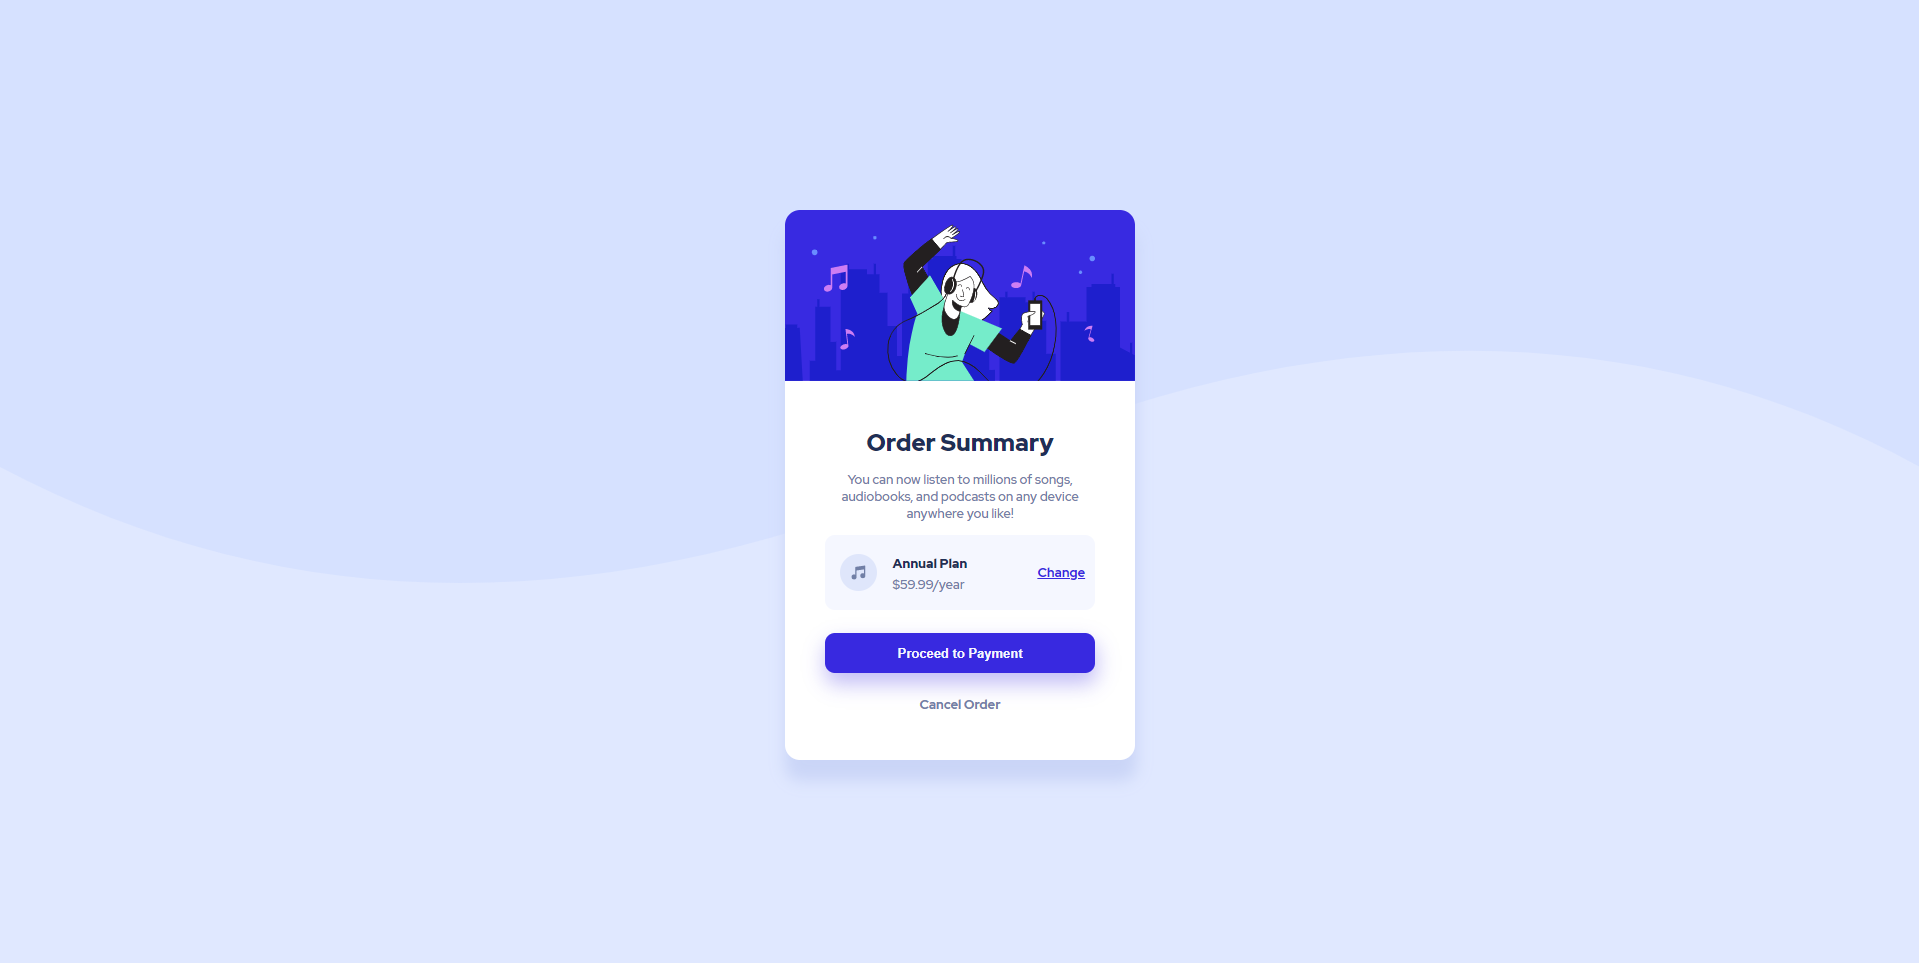 Order Summary
You can now listen to millions of songs,
audiobooks, and podcasts on any device
anywhere you like!
Annual Plan
$59.99/year
Change
Proceed to Payment
Cancel Order